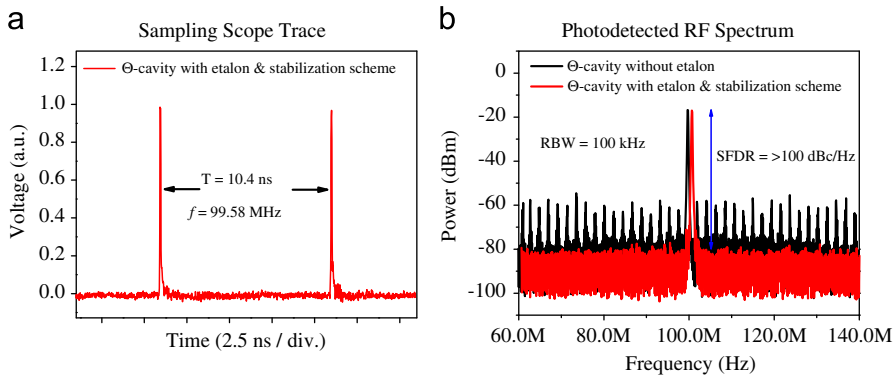 a
Sampling Scope Trace
Θ-cavity with etalon & stabilization scheme
Voltage (a.u.)
1.2
1.0
0.8
0.6
0.4
0.2
0.0
T = 10.4 ns
f = 99.58 MHz
Time (2.5 ns / div.)
b
Photodetected RF Spectrum
Θ-cavity without etalon
Θ-cavity with etalon & stabilization scheme
RBW = 100 kHz
SFDR = >100 dBc/Hz
Power (dBm)
0
-20
-40
-60
-80
-100
60.0M
80.0M
100.0M
120.0M
140.0M
Frequency (Hz)